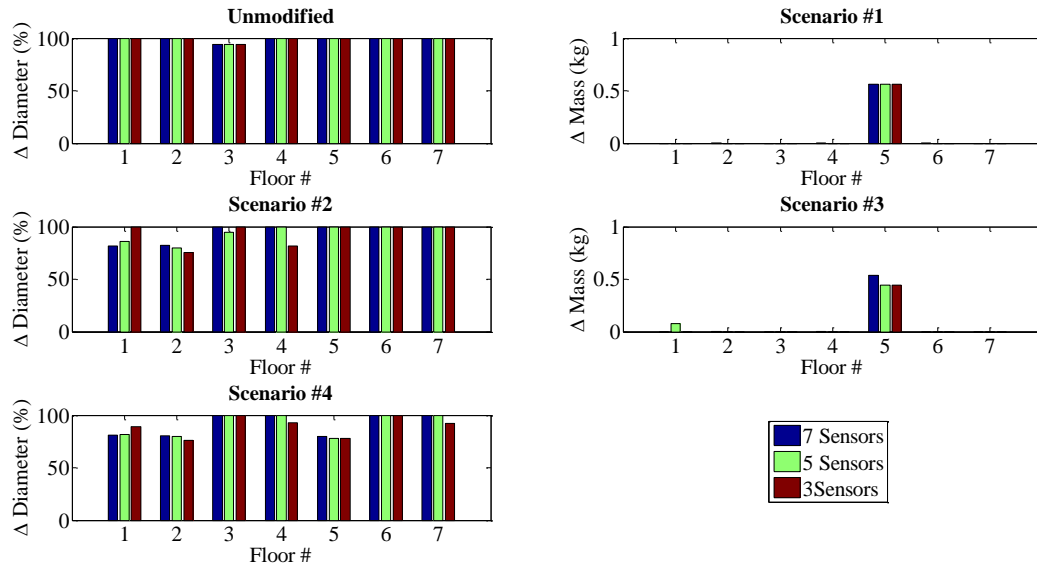 Unmodified
Δ Diameter (%)
100
50
0
1 2 3 4 5 6 7
Floor #
Scenario #1
Δ Mass (kg)
1
0.5
0
1 2 3 4 5 6 7
Floor #
Scenario #2
Δ Diameter (%)
100
50
0
1 2 3 4 5 6 7
Floor #
Scenario #3
Δ Mass (kg)
1
0.5
0
1 2 3 4 5 6 7
Floor #
Scenario #4
Δ Diameter (%)
100
50
0
1 2 3 4 5 6 7
Floor #
7 Sensors
5 Sensors
3Sensors